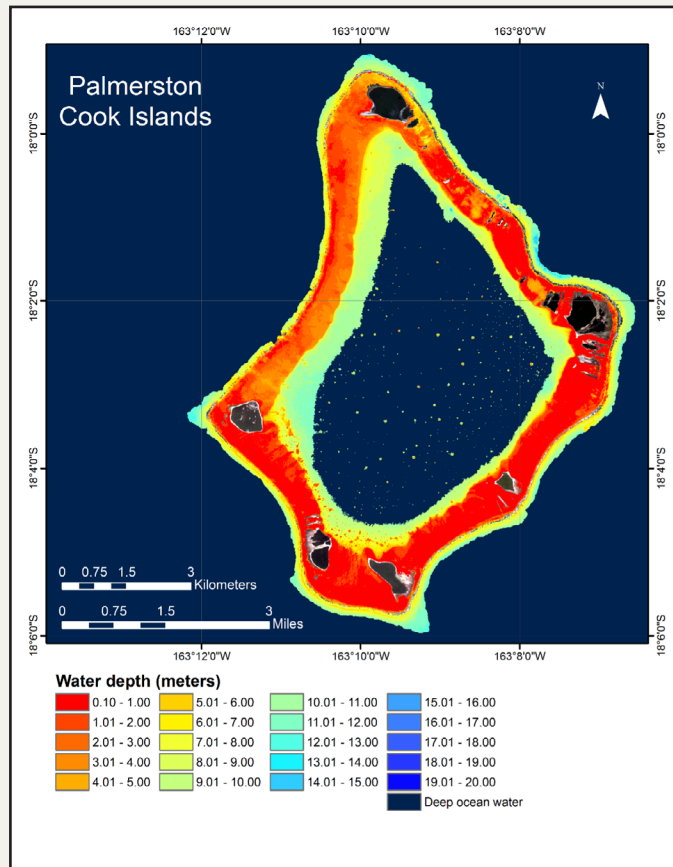 163°12'0"W 163°10'0"W 163°8'0"W
Palmerston
Cook Islands
N
18°0'0"S 18°0'0"S
18°2'0"S 18°2'0"S
18°4'0"S 18°4'0"S
0 0.75 1.5 3
Kilometers
0 0.75 1.5 3
Miles
18°6'0"S 18°6'0"S
163°12'0"W 163°10'0"W 163°8'0"W
Water depth (meters)
0.10 - 1.00 5.01 - 6.00 10.01 - 11.00 15.01 - 16.00
1.01 - 2.00 6.01 - 7.00 11.01 - 12.00 16.01 - 17.00
2.01 - 3.00 7.01 - 8.00 12.01 - 13.00 17.01 - 18.00
3.01 - 4.00 8.01 - 9.00 13.01 - 14.00 18.01 - 19.00
4.01 - 5.00 9.01 - 10.00 14.01 - 15.00 19.01 - 20.00
Deep ocean water